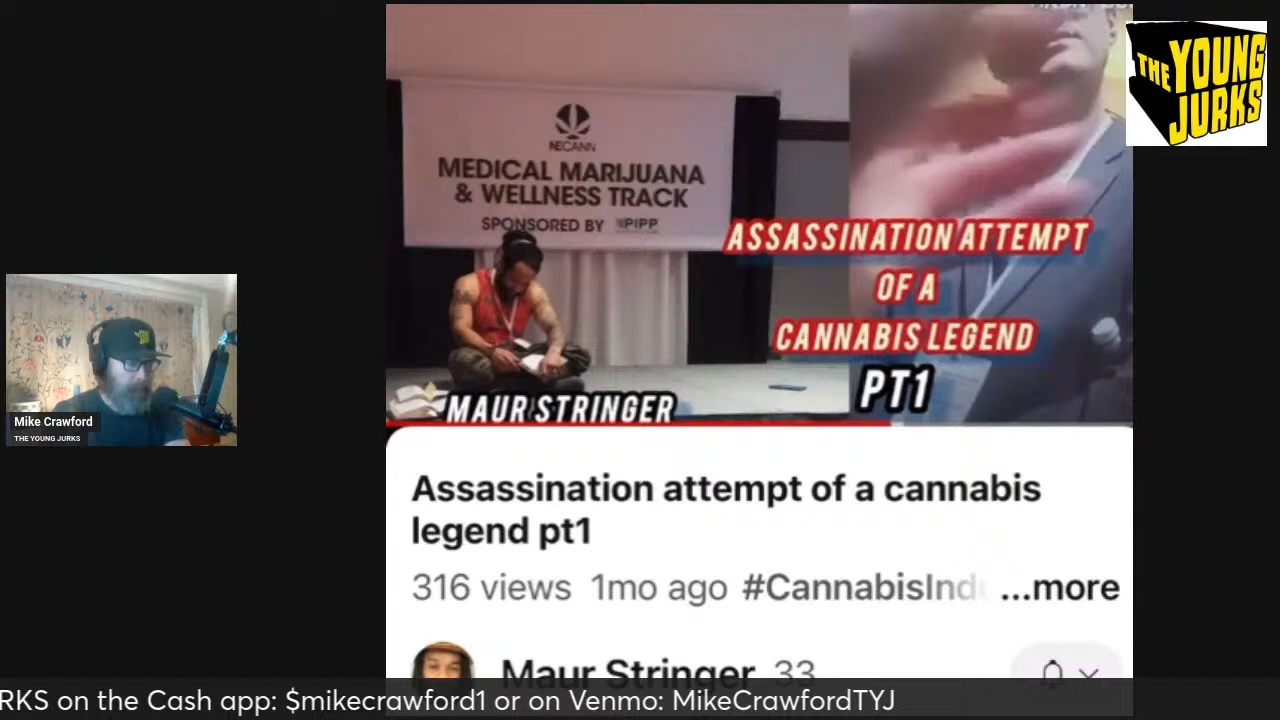 THE YOUNG JURKS
NECANN
MEDICAL MARIJUANA
& WELLNESS TRACK
SPONSORED BY PIPP
ASSASSINATION ATTEMPT
OF A
CANNABIS LEGEND
PT1
MAUR STRINGER
Mike Crawford
THE YOUNG JURKS
Assassination attempt of a cannabis
legend pt1
316 views 1mo ago #CannabisInd ...more
Maur Stringer 33
RKS on the Cash app: $mikecrawford1 or on Venmo: MikeCrawfordTYJ